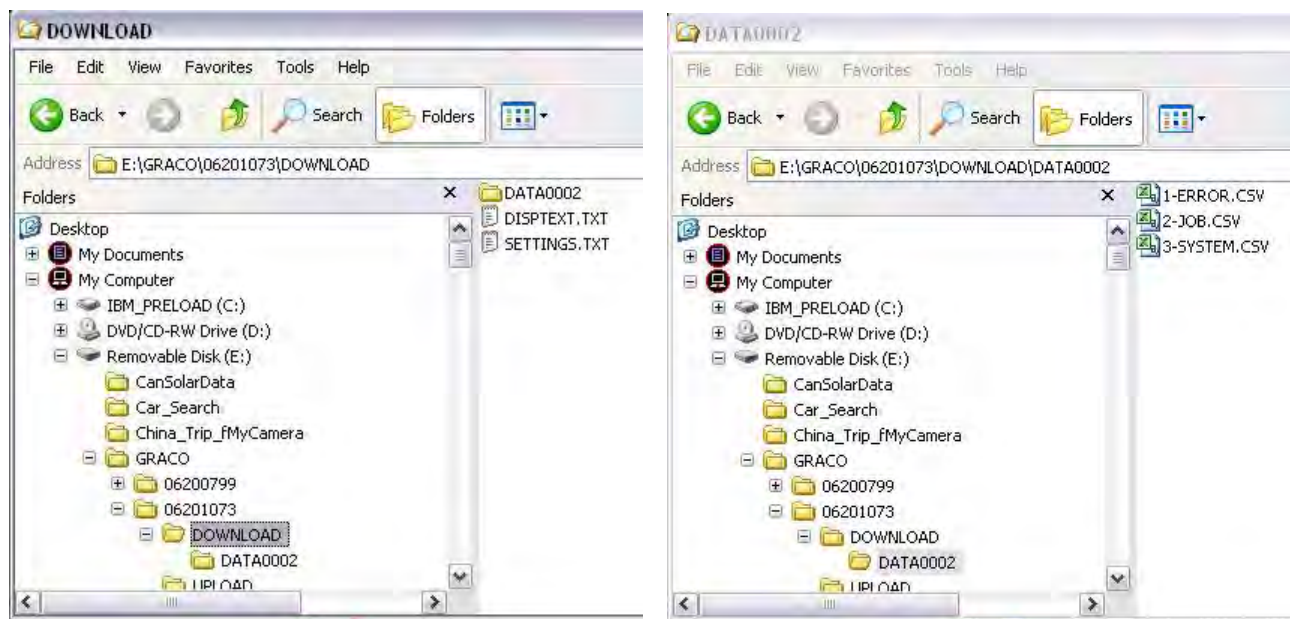 DOWNLOAD
File Edit View Favorites Tools Help
Back Search Folders
Address E:\GRACO\06201073\DOWNLOAD
Folders
DATA0002
DISPTEXT.TXT
SETTINGS.TXT
Desktop
My Documents
My Computer
IBM_PRELOAD (C:)
DVD/CD-RW Drive (D:)
Removable Disk (E:)
CanSolarData
Car_Search
China_Trip_fMyCamera
GRACO
06200799
06201073
DOWNLOAD
DATA0002
UPLOAD
DATA0002
File Edit View Favorites Tools Help
Back Search Folders
Address E:\GRACO\06201073\DOWNLOAD\DATA0002
Folders
1-ERROR.CSV
2-JOB.CSV
3-SYSTEM.CSV
Desktop
My Documents
My Computer
IBM_PRELOAD (C:)
DVD/CD-RW Drive (D:)
Removable Disk (E:)
CanSolarData
Car_Search
China_Trip_fMyCamera
GRACO
06200799
06201073
DOWNLOAD
DATA0002
UPLOAD